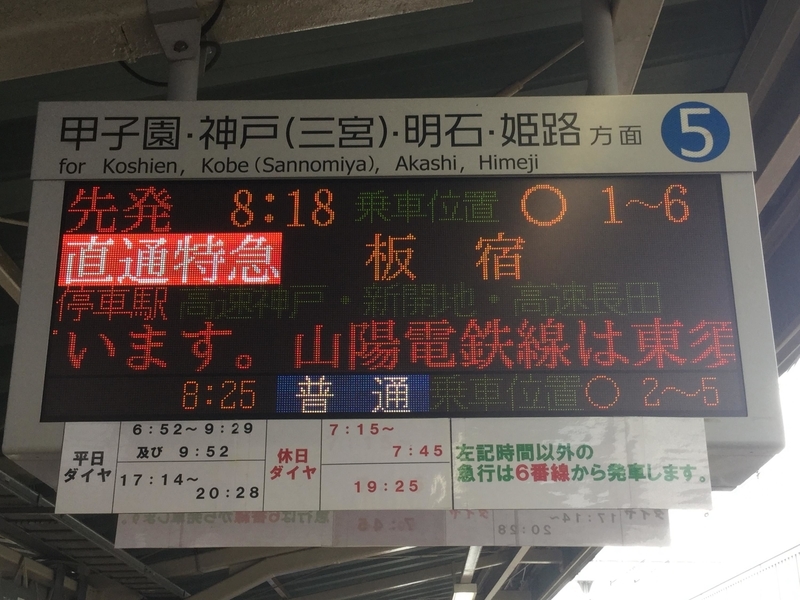 甲子園・神戸(三宮)・明石・姫路 方面 5
for Koshien, Kobe (Sannomiya), Akashi, Himeji
先発 8:18 乗車位置 ○ 1～6
直通特急 板宿
停車駅 高速神戸・新開地・高速長田
います。山陽電鉄線は東須
8:25 普通 乗車位置○ 2～5
平日ダイヤ
6:52～9:29
及び 9:52
17:14～
20:28
休日ダイヤ
7:15～
7:45
19:25
左記時間以外の
急行は6番線から発車します。